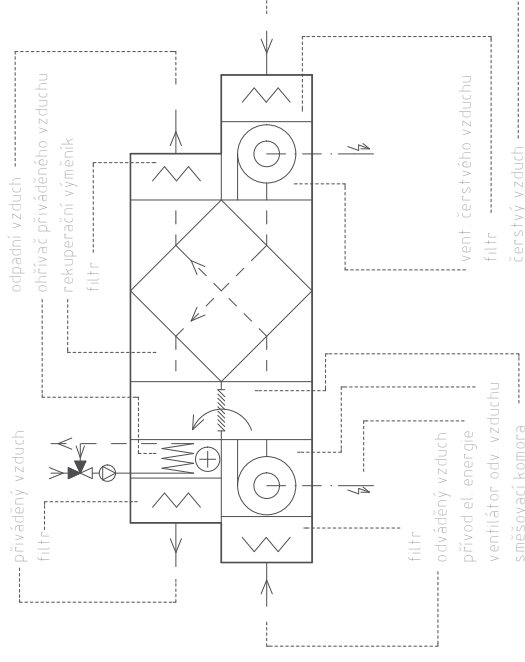 odpadní vzduch
ohřívač přiváděného vzduchu
rekuperační výměník
filtr
vent. čerstvého vzduchu
filtr
čerstvý vzduch
přiváděný vzduch
filtr
filtr
odváděný vzduch
přívod el. energie
ventilátor odv. vzduchu
směšovací komora